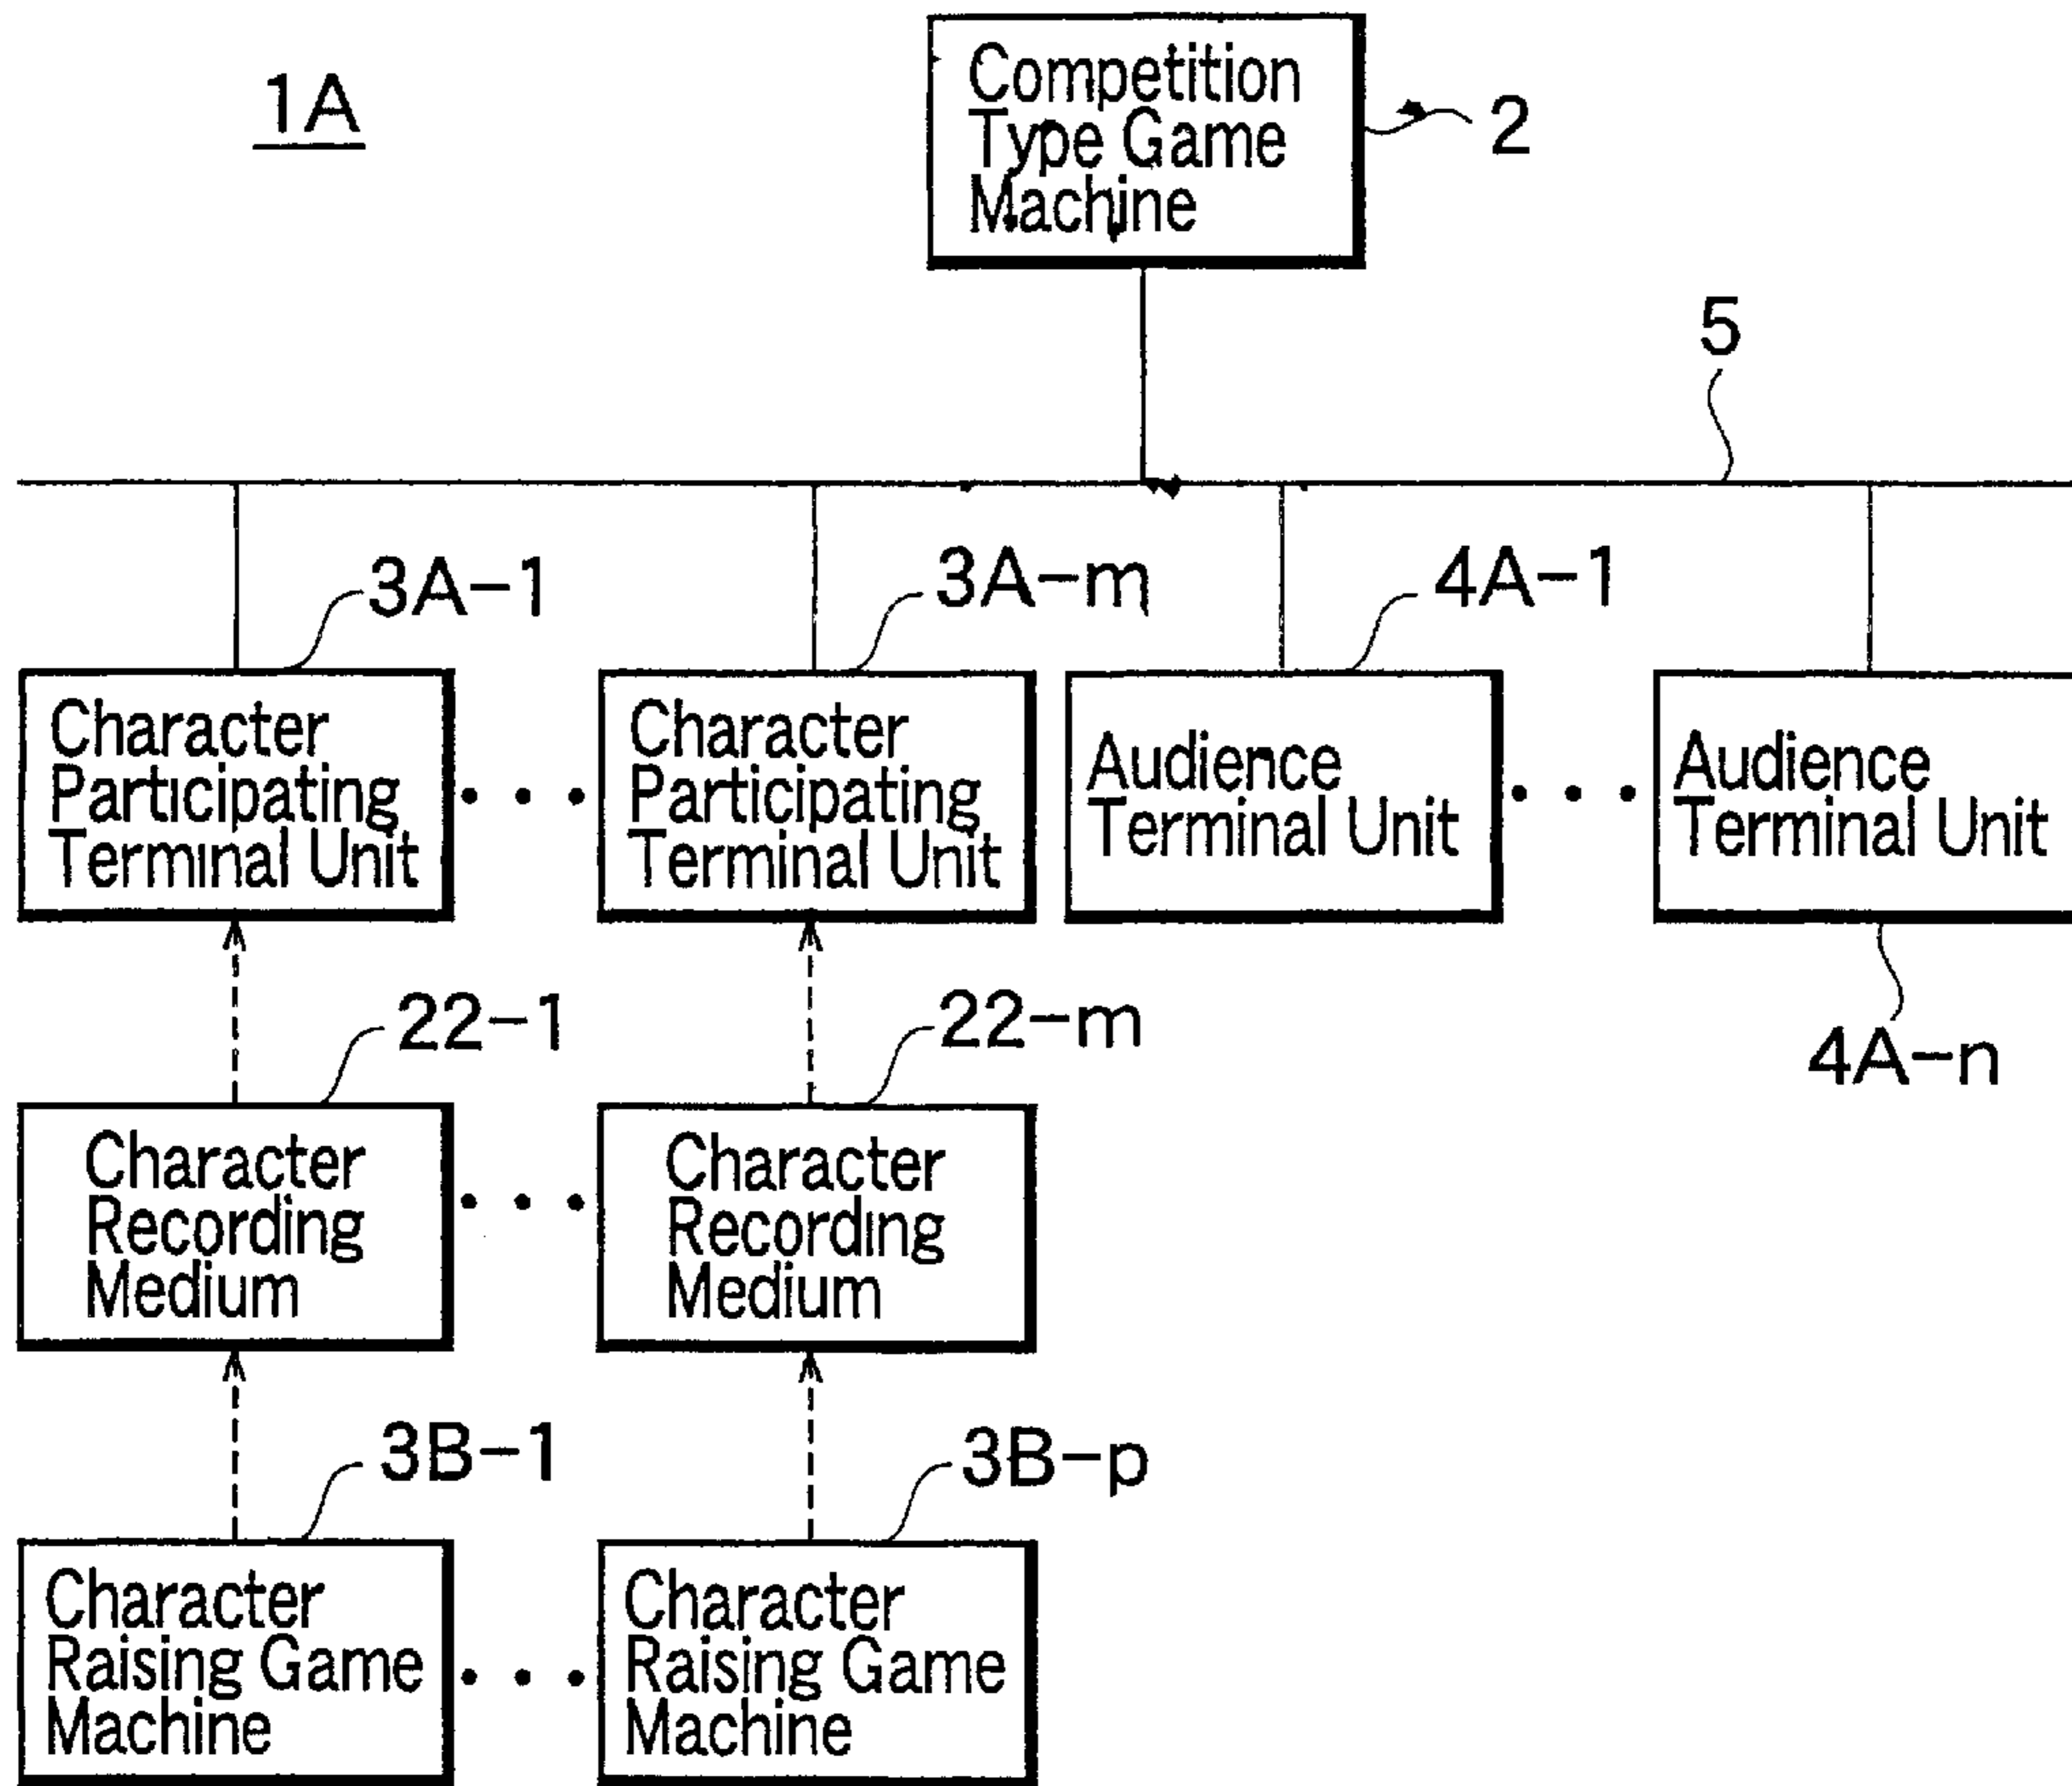 1A
Competition
Type Game
Machine
2
5
3A-1
3A-m
4A-1
Character
Participating
Terminal Unit
Character
Participating
Terminal Unit
Audience
Terminal Unit
Audience
Terminal Unit
4A-n
22-1
22-m
Character
Recording
Medium
Character
Recording
Medium
3B-1
3B-p
Character
Raising Game
Machine
Character
Raising Game
Machine